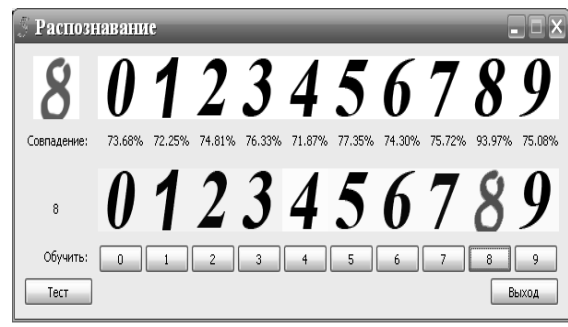 Распознавание
8 0 1 2 3 4 5 6 7 8 9
Совпадение: 73.68% 72.25% 74.81% 76.33% 71.87% 77.35% 74.30% 75.72% 93.97% 75.08%
8 0 1 2 3 4 5 6 7 8 9
Обучить: 0 1 2 3 4 5 6 7 8 9
Тест Выход